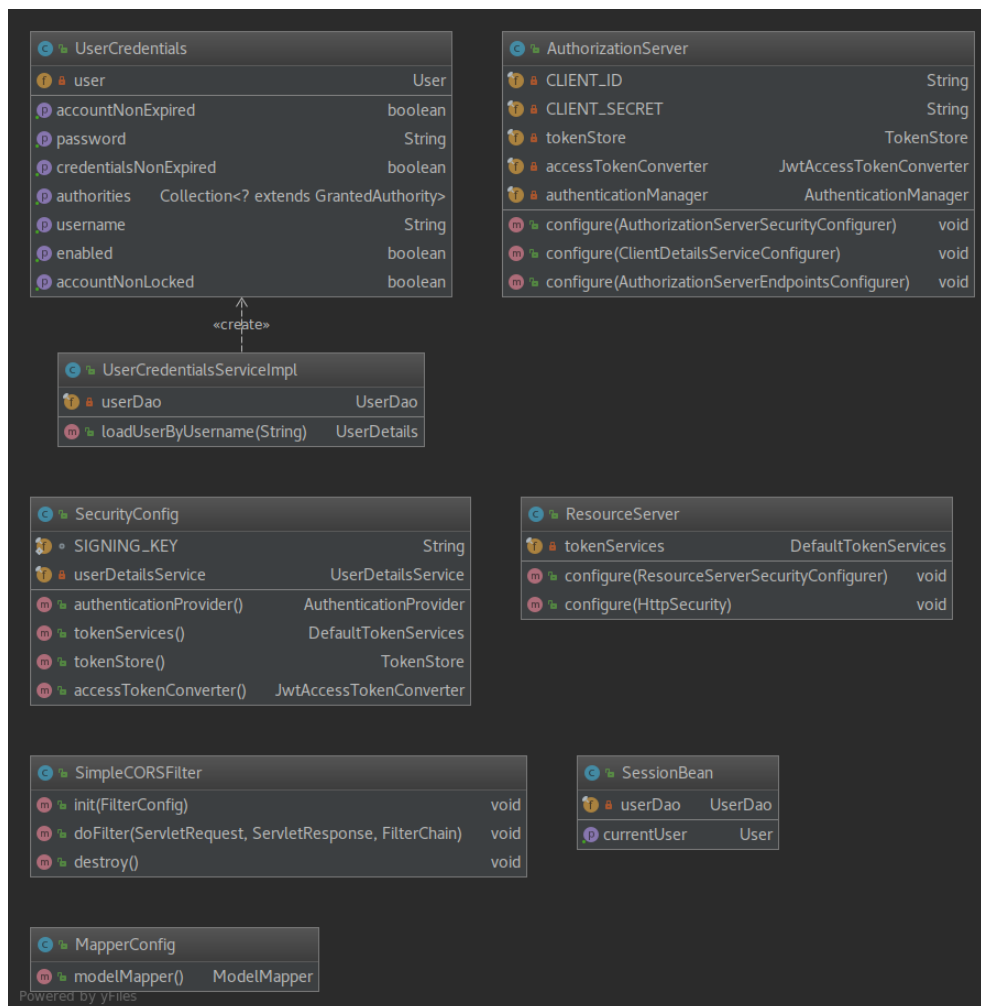 UserCredentials
user User
accountNonExpired boolean
password String
credentialsNonExpired boolean
authorities Collection<? extends GrantedAuthority>
username String
enabled boolean
accountNonLocked boolean
«create»
UserCredentialsServiceImpl
userDao UserDao
loadUserByUsername(String) UserDetails
AuthorizationServer
CLIENT_ID String
CLIENT_SECRET String
tokenStore TokenStore
accessTokenConverter JwtAccessTokenConverter
authenticationManager AuthenticationManager
configure(AuthorizationServerSecurityConfigurer) void
configure(ClientDetailsServiceConfigurer) void
configure(AuthorizationServerEndpointsConfigurer) void
SecurityConfig
SIGNING_KEY String
userDetailsService UserDetailsService
authenticationProvider() AuthenticationProvider
tokenServices() DefaultTokenServices
tokenStore() TokenStore
accessTokenConverter() JwtAccessTokenConverter
ResourceServer
tokenServices DefaultTokenServices
configure(ResourceServerSecurityConfigurer) void
configure(HttpSecurity) void
SimpleCORSFilter
init(FilterConfig) void
doFilter(ServletRequest, ServletResponse, FilterChain) void
destroy() void
SessionBean
userDao UserDao
currentUser User
MapperConfig
modelMapper() ModelMapper
Powered by yFiles